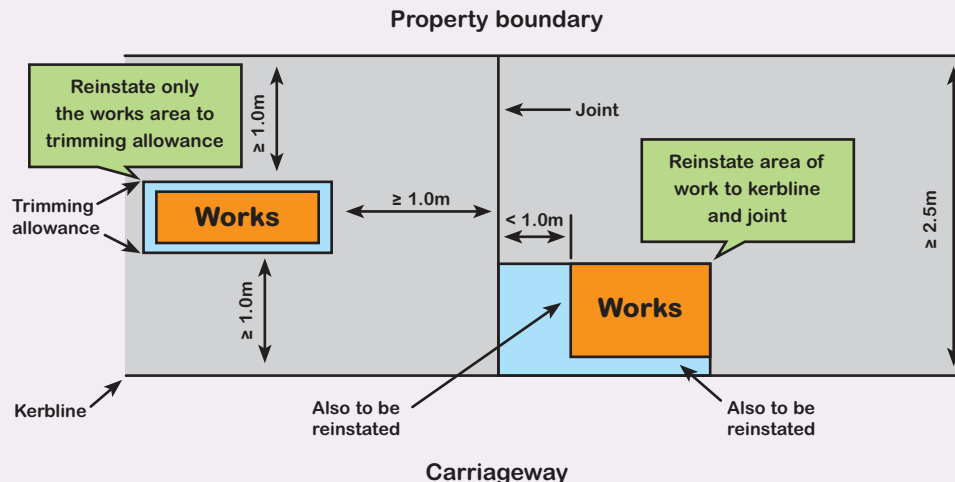 Property boundary
Reinstate only
the works area to
trimming allowance
≥ 1.0m
Joint
Reinstate area of
work to kerbline
and joint
Trimming
allowance
Works
≥ 1.0m
< 1.0m
≥ 2.5m
≥ 1.0m
Works
Kerbline
Also to be
reinstated
Also to be
reinstated
Carriageway